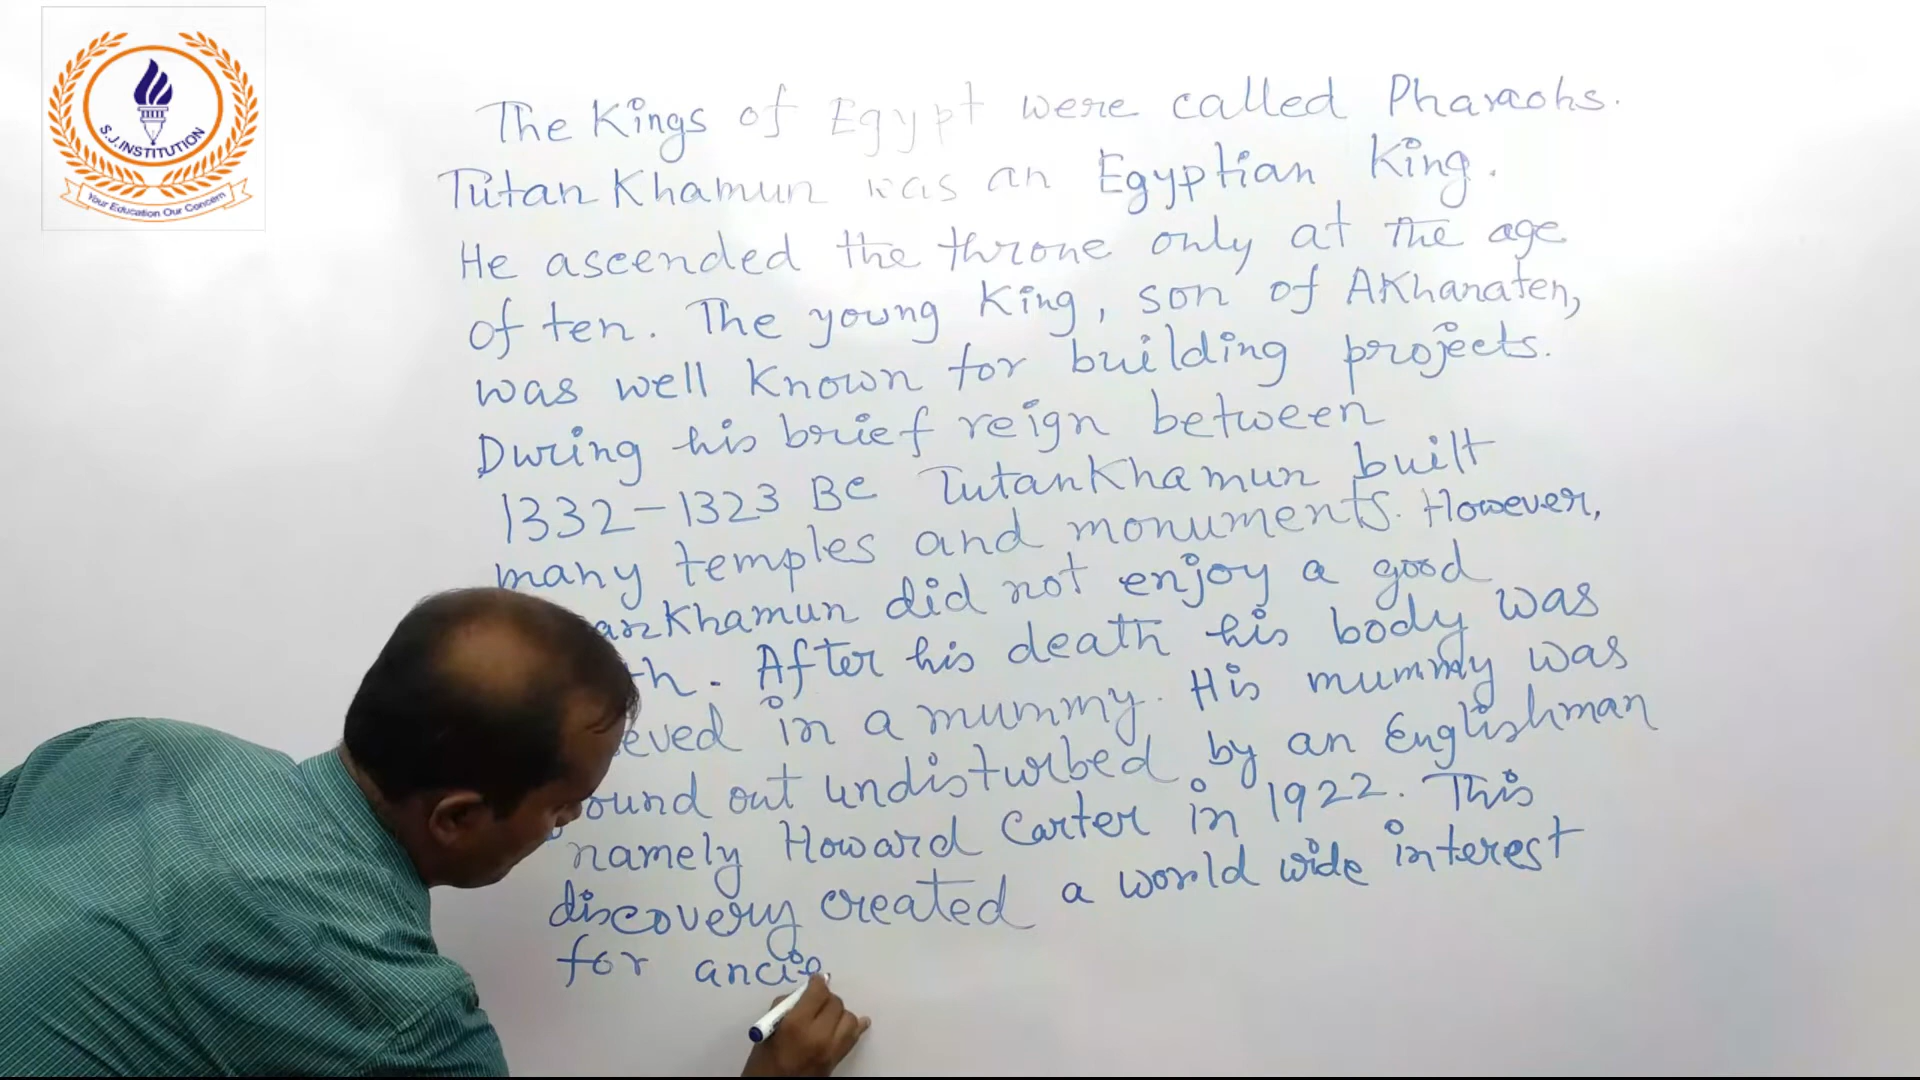 S.J. INSTITUTION
Your Education Our Concern
The Kings of Egypt were called Pharaohs.
Tutan Khamun was an Egyptian King.
He ascended the throne only at the age
of ten. The young King, son of AKhanaten,
was well Known for building projects.
During his brief reign between
1332-1323 BC TutanKhamun built
many temples and monuments. However,
did not enjoy a good
After his death his body was
in a mummy. His mummy was
out undisturbed by an Englishman
namely Howard Carter in 1922. This
discovery created a world wide interest
for